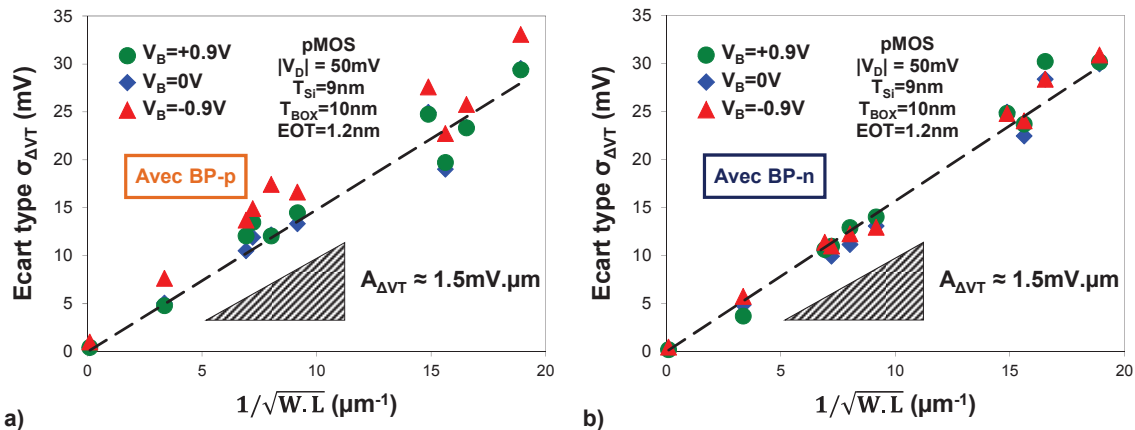 Ecart type σΔVT (mV)
35
30
25
20
15
10
5
0
VB=+0.9V
VB=0V
VB=-0.9V
pMOS
|VD| = 50mV
TSi=9nm
TBOX=10nm
EOT=1.2nm
Avec BP-p
AΔVT ≈ 1.5mV.µm
0 5 10 15 20
1/√W.L (µm-1)
a)
Ecart type σΔVT (mV)
35
30
25
20
15
10
5
0
VB=+0.9V
VB=0V
VB=-0.9V
pMOS
|VD| = 50mV
TSi=9nm
TBOX=10nm
EOT=1.2nm
Avec BP-n
AΔVT ≈ 1.5mV.µm
0 5 10 15 20
1/√W.L (µm-1)
b)